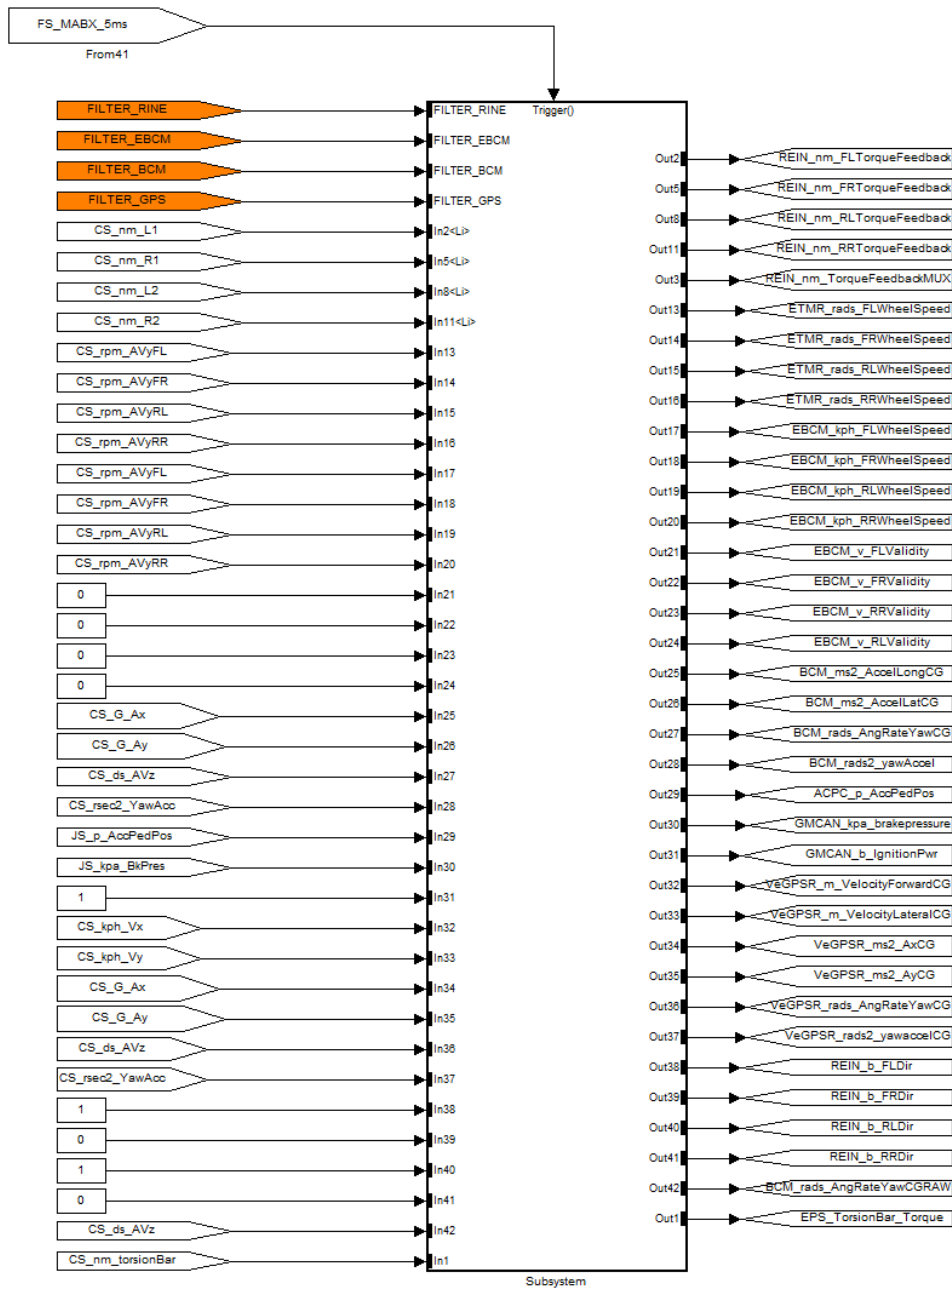 FS_MABX_5ms
From41
FILTER_RINE
FILTER_EBCM
FILTER_BCM
FILTER_GPS
CS_nm_L1
CS_nm_R1
CS_nm_L2
CS_nm_R2
CS_rpm_AVyFL
CS_rpm_AVyFR
CS_rpm_AVyRL
CS_rpm_AVyRR
CS_rpm_AVyFL
CS_rpm_AVyFR
CS_rpm_AVyRL
CS_rpm_AVyRR
0
0
0
0
CS_G_Ax
CS_G_Ay
CS_ds_AVz
CS_rsec2_YawAcc
JS_p_AccPedPos
JS_kpa_BkPres
1
CS_kph_Vx
CS_kph_Vy
CS_G_Ax
CS_G_Ay
CS_ds_AVz
CS_rsec2_YawAcc
1
0
1
0
CS_ds_AVz
CS_nm_torsionBar
Trigger()
FILTER_RINE
FILTER_EBCM
FILTER_BCM
FILTER_GPS
In2<Li>
In5<Li>
In8<Li>
In11<Li>
In13
In14
In15
In16
In17
In18
In19
In20
In21
In22
In23
In24
In25
In26
In27
In28
In29
In30
In31
In32
In33
In34
In35
In36
In37
In38
In39
In40
In41
In42
In1
Out2
Out5
Out8
Out11
Out3
Out13
Out14
Out15
Out16
Out17
Out18
Out19
Out20
Out21
Out22
Out23
Out24
Out25
Out26
Out27
Out28
Out29
Out30
Out31
Out32
Out33
Out34
Out35
Out36
Out37
Out38
Out39
Out40
Out41
Out42
Out1
Subsystem
REIN_nm_FLTorqueFeedback
REIN_nm_FRTorqueFeedback
REIN_nm_RLTorqueFeedback
REIN_nm_RRTorqueFeedback
REIN_nm_TorqueFeedbackMUX
ETMR_rads_FLWheelSpeed
ETMR_rads_FRWheelSpeed
ETMR_rads_RLWheelSpeed
ETMR_rads_RRWheelSpeed
EBCM_kph_FLWheelSpeed
EBCM_kph_FRWheelSpeed
EBCM_kph_RLWheelSpeed
EBCM_kph_RRWheelSpeed
EBCM_v_FLValidity
EBCM_v_FRValidity
EBCM_v_RRValidity
EBCM_v_RLValidity
BCM_ms2_AccelLongCG
BCM_ms2_AccelLatCG
BCM_rads_AngRateYawCG
BCM_rads2_yawAccel
ACPC_p_AccPedPos
GMCAN_kpa_brakepressure
GMCAN_b_IgnitionPwr
VeGPSR_m_VelocityForwardCG
VeGPSR_m_VelocityLateralCG
VeGPSR_ms2_AxCG
VeGPSR_ms2_AyCG
VeGPSR_rads_AngRateYawCG
VeGPSR_rads2_yawaccelCG
REIN_b_FLDir
REIN_b_FRDir
REIN_b_RLDir
REIN_b_RRDir
BCM_rads_AngRateYawCGRAW
EPS_TorsionBar_Torque